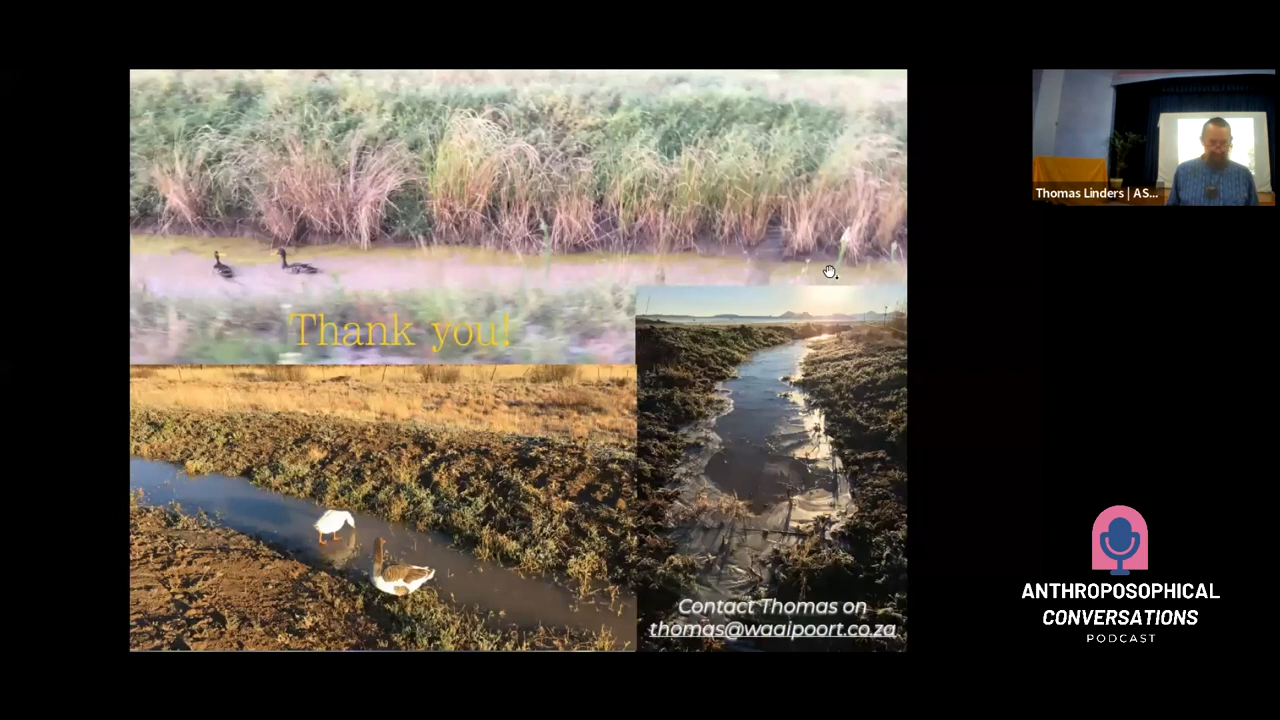 Thank you!
Contact Thomas on
thomas@waaipoort.co.za
Thomas Linders | AS...
ANTHROPOSOPHICAL
CONVERSATIONS
PODCAST